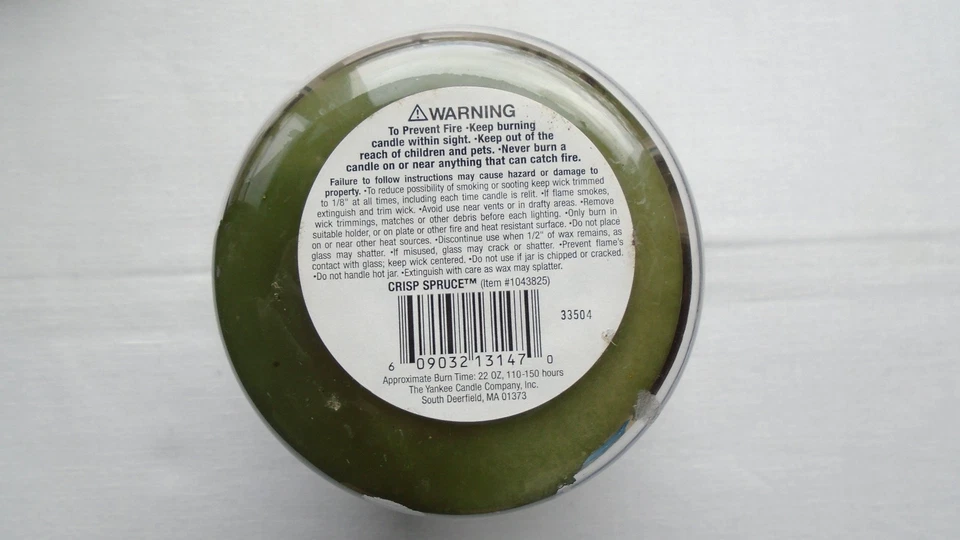 ⚠WARNING
To Prevent Fire •Keep burning
candle within sight. •Keep out of the
reach of children and pets. •Never burn a
candle on or near anything that can catch fire.
Failure to follow instructions may cause hazard or damage to
property. •To reduce possibility of smoking or sooting keep wick trimmed
to 1/8" at all times, including each time candle is relit. •If flame smokes,
extinguish and trim wick. •Avoid use near vents or in drafty areas. •Remove
wick trimmings, matches or other debris before each lighting. •Only burn in
suitable holder, or on plate or other fire and heat resistant surface. •Do not place
on or near other heat sources. •Discontinue use when 1/2" of wax remains, as
glass may shatter. •If misused, glass may crack or shatter. •Prevent flame's
contact with glass; keep wick centered. •Do not use if jar is chipped or cracked.
•Do not handle hot jar. •Extinguish with care as wax may splatter.
CRISP SPRUCE™ (Item #1043825)
33504
6 09032 13147 0
Approximate Burn Time: 22 OZ, 110-150 hours
The Yankee Candle Company, Inc.
South Deerfield, MA 01373